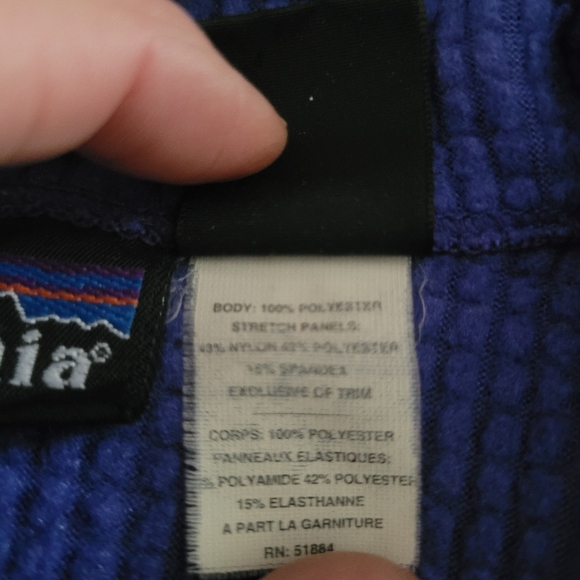 nia®
BODY: 100% POLYESTER
STRETCH PANELS:
43% NYLON 42% POLYESTER
15% SPANDEX
EXCLUSIVE OF TRIM
CORPS: 100% POLYESTER
PANNEAUX ELASTIQUES:
% POLYAMIDE 42% POLYESTER
15% ELASTHANNE
A PART LA GARNITURE
RN: 51884